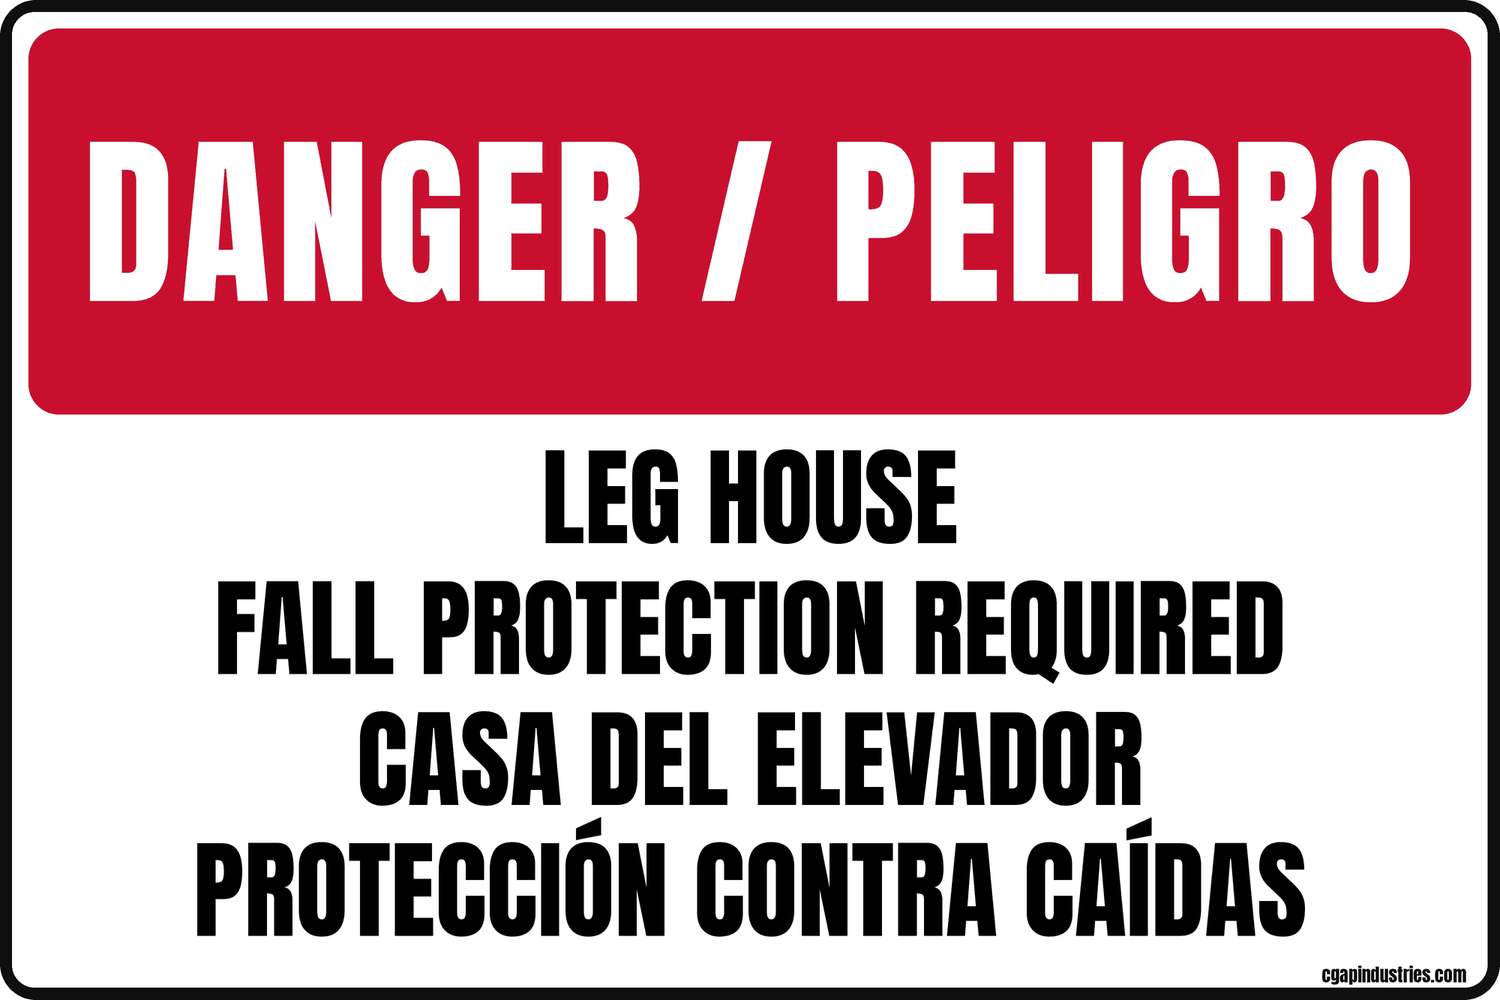 DANGER / PELIGRO
LEG HOUSE
FALL PROTECTION REQUIRED
CASA DEL ELEVADOR
PROTECCIÓN CONTRA CAÍDAS
cgapindustries.com